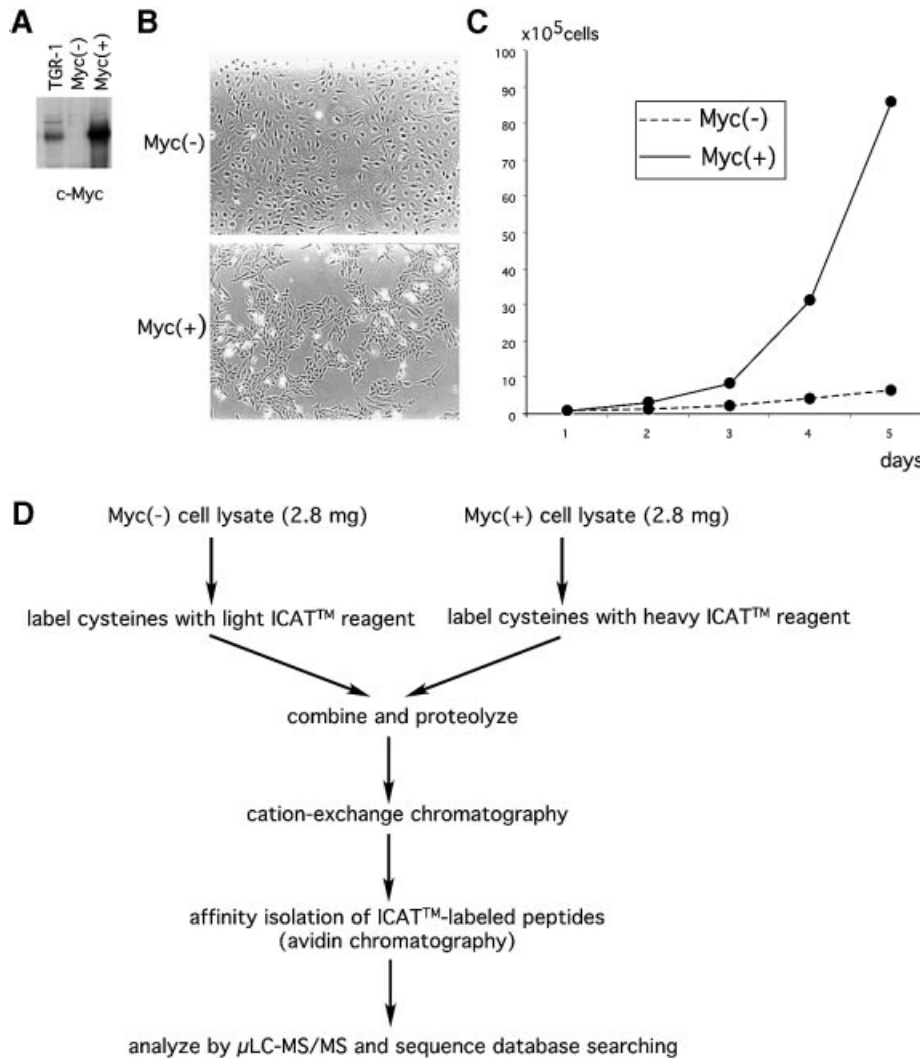 A
TGR-1
Myc(-)
Myc(+)
c-Myc
B
Myc(-)
Myc(+)
C
x10⁵cells
100
90
80
70
60
50
40
30
20
10
0
1 2 3 4 5
days
Myc(-)
Myc(+)
D
Myc(-) cell lysate (2.8 mg)
Myc(+) cell lysate (2.8 mg)
label cysteines with light ICAT™ reagent
label cysteines with heavy ICAT™ reagent
combine and proteolyze
cation-exchange chromatography
affinity isolation of ICAT™-labeled peptides
(avidin chromatography)
analyze by µLC-MS/MS and sequence database searching